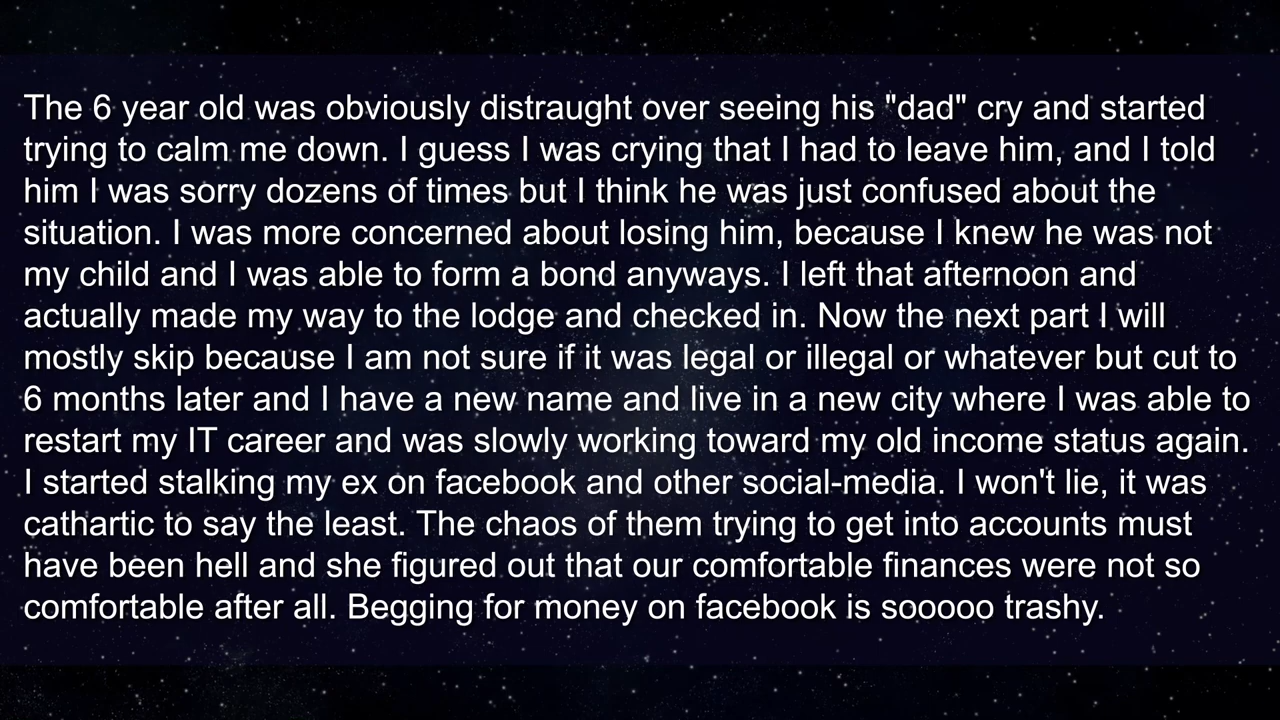 The 6 year old was obviously distraught over seeing his "dad" cry and started
trying to calm me down. I guess I was crying that I had to leave him, and I told
him I was sorry dozens of times but I think he was just confused about the
situation. I was more concerned about losing him, because I knew he was not
my child and I was able to form a bond anyways. I left that afternoon and
actually made my way to the lodge and checked in. Now the next part I will
mostly skip because I am not sure if it was legal or illegal or whatever but cut to
6 months later and I have a new name and live in a new city where I was able to
restart my IT career and was slowly working toward my old income status again.
I started stalking my ex on facebook and other social-media. I won't lie, it was
cathartic to say the least. The chaos of them trying to get into accounts must
have been hell and she figured out that our comfortable finances were not so
comfortable after all. Begging for money on facebook is sooooo trashy.